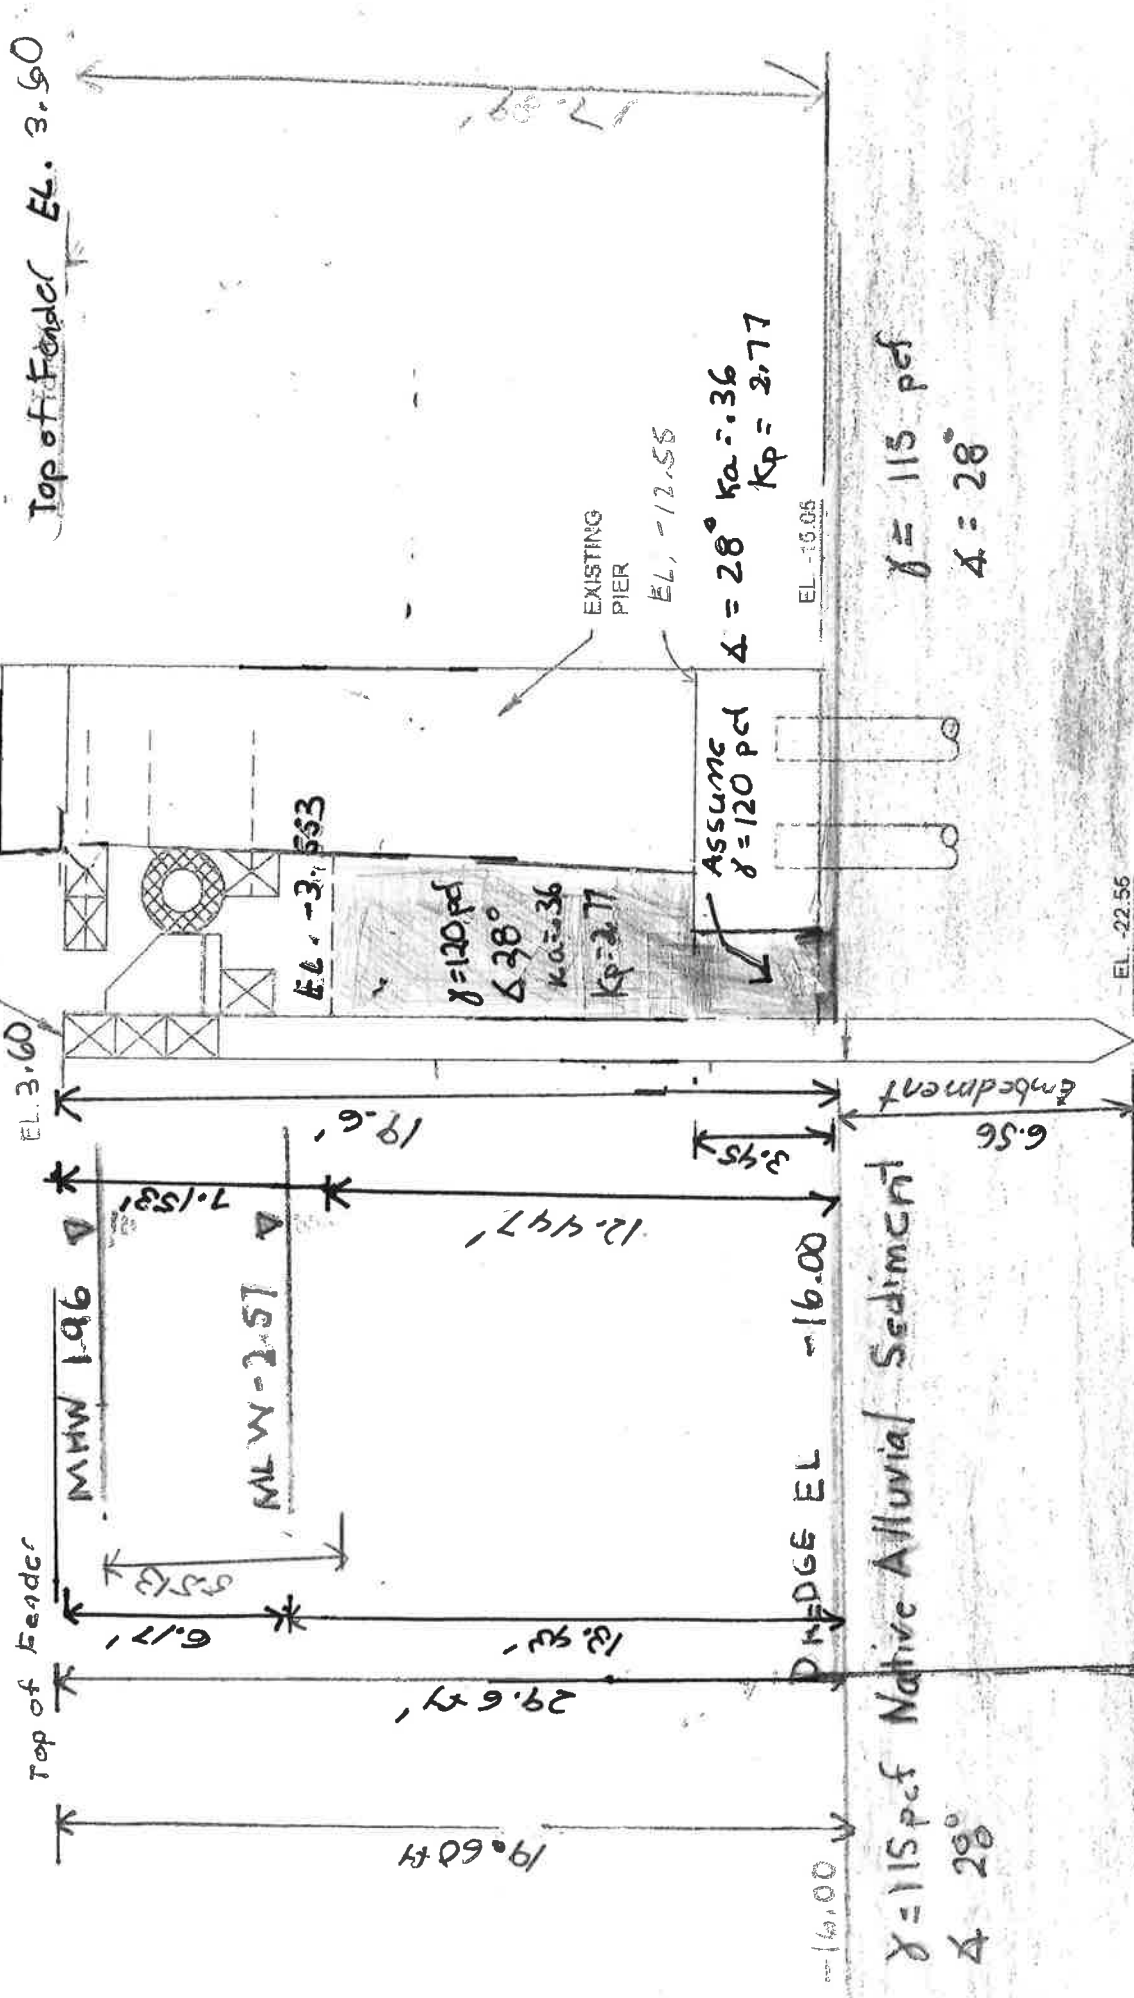 Top of Fender EL. 3.60
EL. 3.60
Top of Fender
MHW 1.96
MLW -2.57
5.513
6.17'
13.43'
29.6 ft
19.60 ft
7.153'
12.447'
19.6'
3.45
EL. -3.553
γ=120 pcf
∡ 28°
Ka=.36
Kp=2.77
EXISTING
PIER
EL. -12.55
Assume
γ=120 pcf
∡ = 28° Ka=.36
Kp = 2.77
EL -16.05
DREDGE EL -16.00
-16.00
6.56
Embedment
EL -22.56
γ=115pcf Native Alluvial Sediment
∡ 28°
γ= 115 pcf
∡ = 28°